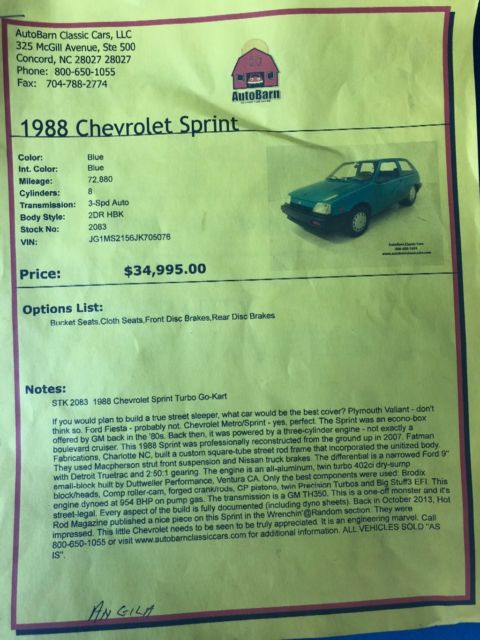 AutoBarn Classic Cars, LLC
325 McGill Avenue, Ste 500
Concord, NC 28027 28027
Phone: 800-650-1055
Fax: 704-788-2774
AutoBarn
1988 Chevrolet Sprint
Color: Blue
Int. Color: Blue
Mileage: 72,880
Cylinders: 8
Transmission: 3-Spd Auto
Body Style: 2DR HBK
Stock No: 2083
VIN: JG1MS2156JK705076
AutoBarn Classic Cars
www.autobarnclassiccars.com
Price: $34,995.00
Options List:
Bucket Seats,Cloth Seats,Front Disc Brakes,Rear Disc Brakes
Notes:
STK 2083 1988 Chevrolet Sprint Turbo Go-Kart
If you would plan to build a true street sleeper, what car would be the best cover? Plymouth Valiant - don't
think so. Ford Fiesta - probably not. Chevrolet Metro/Sprint - yes, perfect. The Sprint was an econo-box
offered by GM back in the '80s. Back then, it was powered by a three-cylinder engine - not exactly a
boulevard cruiser. This 1988 Sprint was professionally reconstructed from the ground up in 2007. Fatman
Fabrications, Charlotte NC, built a custom square-tube street rod frame that incorporated the unitized body.
They used Macpherson strut front suspension and Nissan truck brakes. The differential is a narrowed Ford 9"
with Detroit Truetrac and 2:50.1 gearing. The engine is an all-aluminum, twin turbo 402ci dry-sump
small-block built by Duttweiler Performance, Ventura CA. Only the best components were used: Brodix
block/heads, Comp roller-cam, forged crank/rods, CP pistons, twin Precision Turbos and Big Stuff3 EFI. This
engine dynoed at 954 BHP on pump gas. The transmission is a GM TH350. This is a one-off monster and it's
street-legal. Every aspect of the build is fully documented (including dyno sheets). Back in October 2013, Hot
Rod Magazine published a nice piece on this Sprint in the Wrenchin'@Random section. They were
impressed. This little Chevrolet needs to be seen to be truly appreciated. It is an engineering marvel. Call
800-650-1055 or visit www.autobarnclassiccars.com for additional information. ALL VEHICLES SOLD "AS
IS".
ANGILA